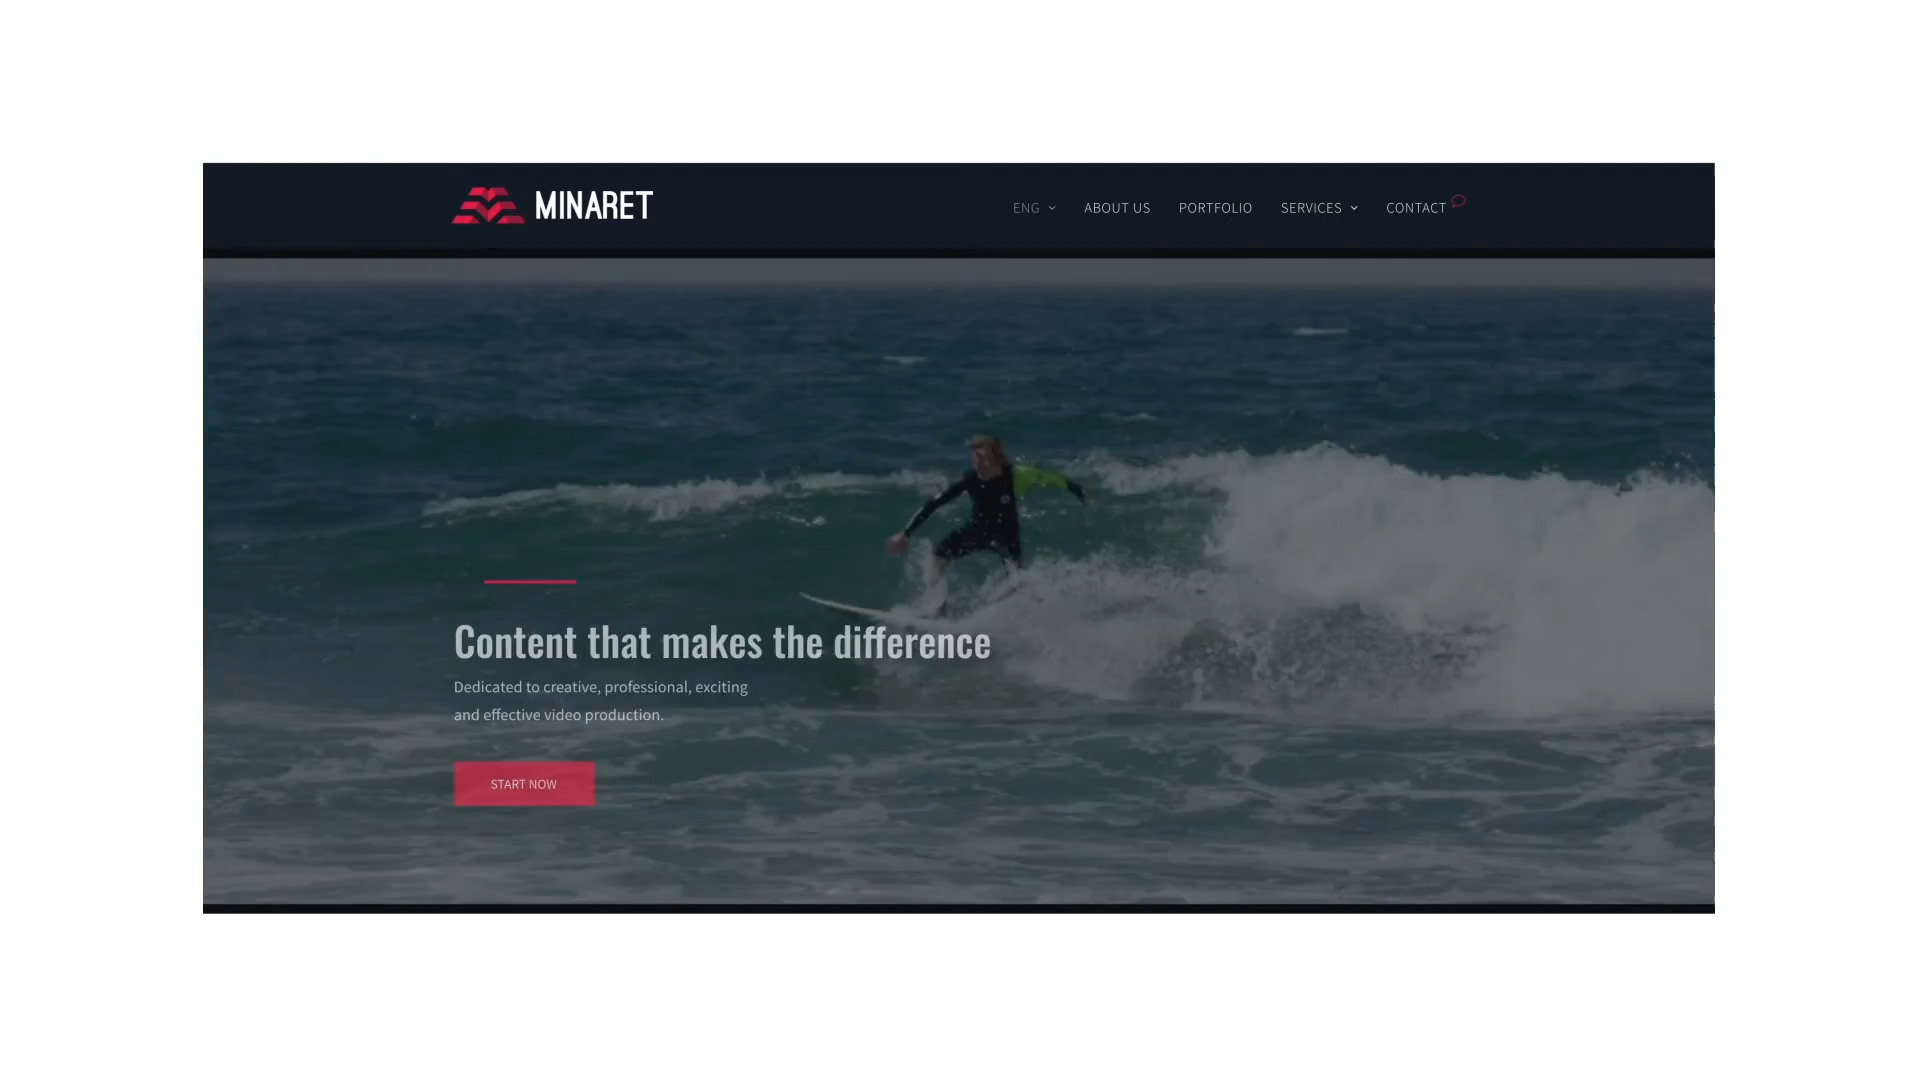 MINARET
ENG ABOUT US PORTFOLIO SERVICES CONTACT
Content that makes the difference
Dedicated to creative, professional, exciting
and effective video production.
START NOW